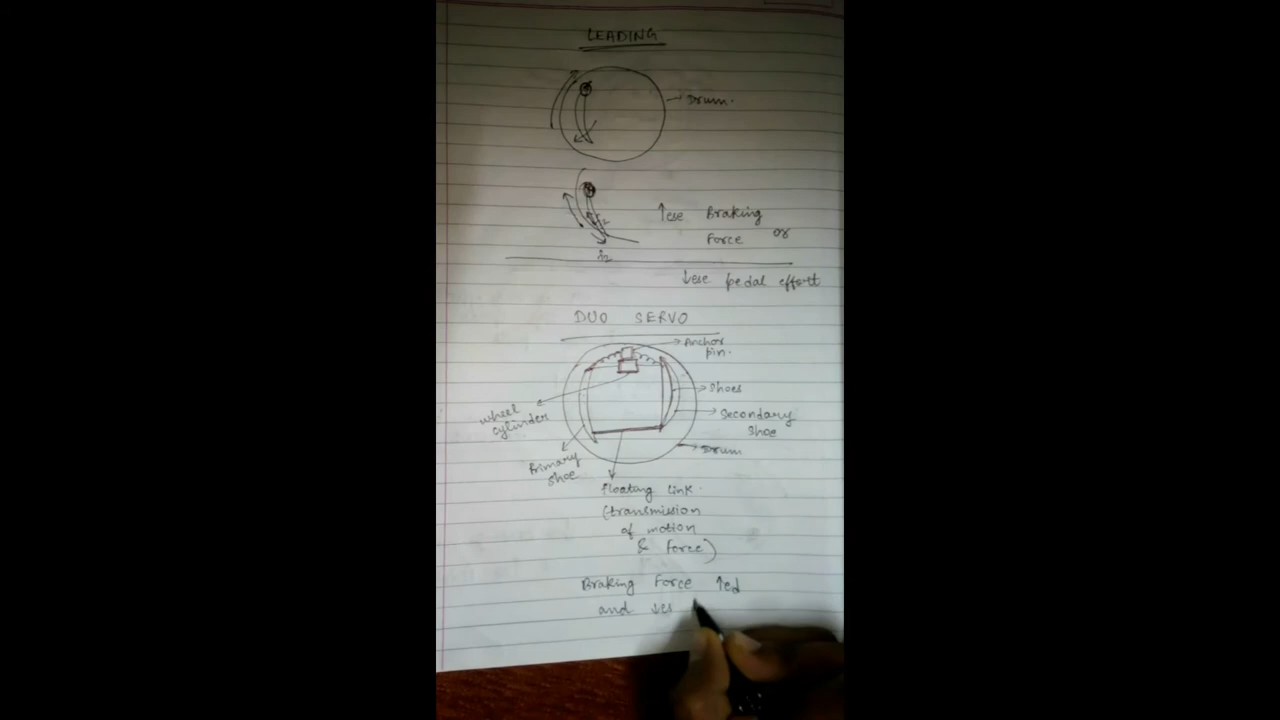 LEADING
Drum.
↑ese Braking
Force or
↓ese pedal effort
DUO SERVO
Anchor
pin.
shoes
wheel
cylinder
Secondary
shoe
Drum
Primary
shoe
floating link.
(transmission
of motion
& Force)
Braking Force ↑ed
and ↓es